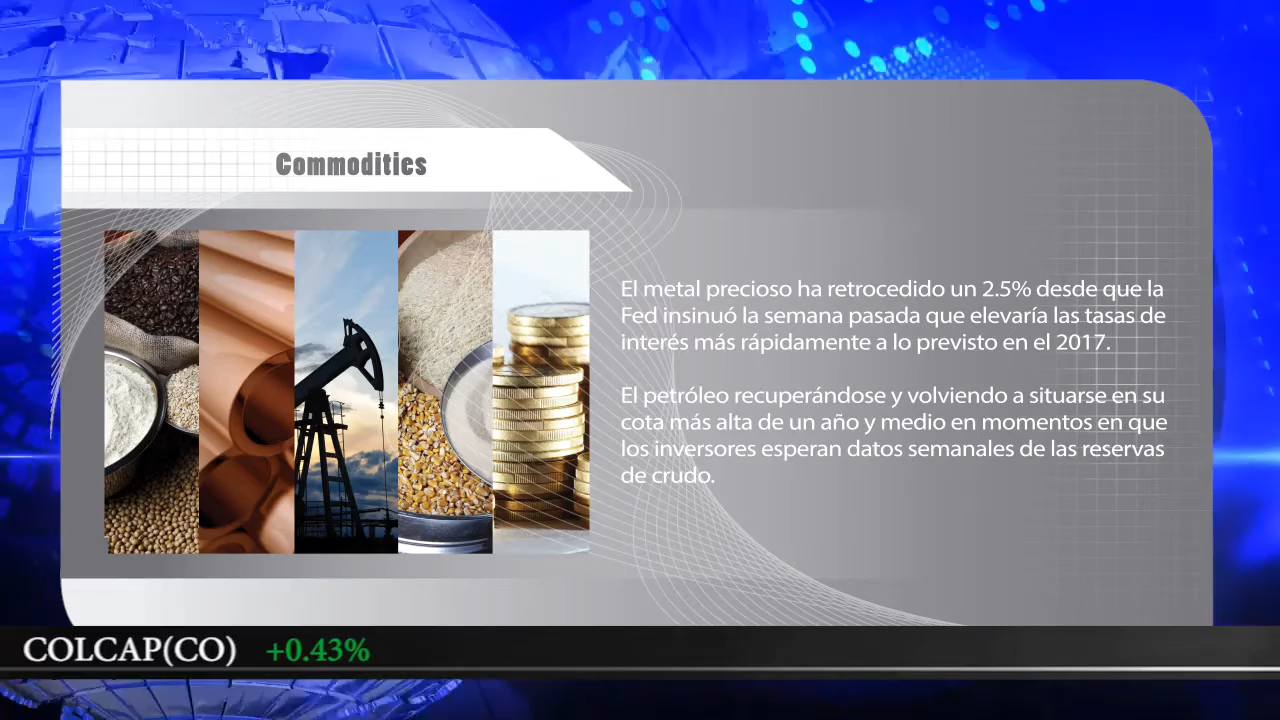 Commodities
El metal precioso ha retrocedido un 2.5% desde que la
Fed insinuó la semana pasada que elevaría las tasas de
interés más rápidamente a lo previsto en el 2017.
El petróleo recuperándose y volviendo a situarse en su
cota más alta de un año y medio en momentos en que
los inversores esperan datos semanales de las reservas
de crudo.
COLCAP(CO) +0.43%